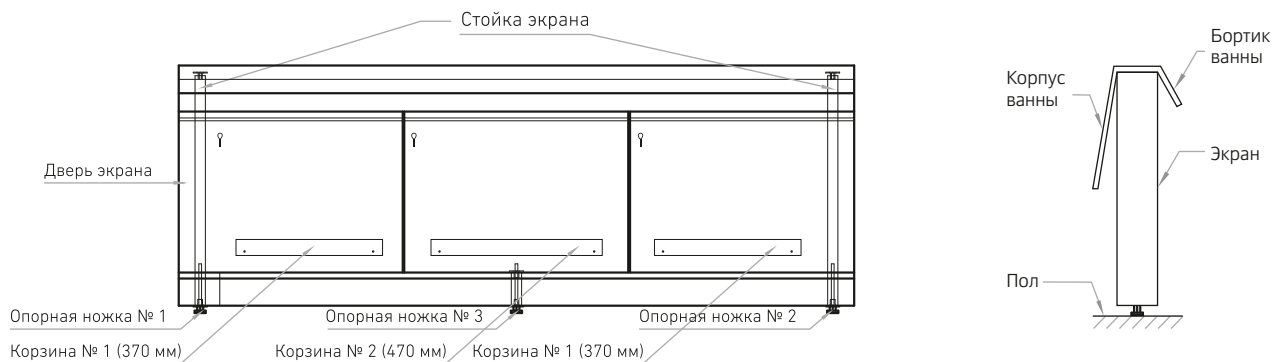 Стойка экрана
Бортик
ванны
Корпус
ванны
Дверь экрана
Экран
Пол
Опорная ножка № 1
Опорная ножка № 3
Опорная ножка № 2
Корзина № 1 (370 мм)
Корзина № 2 (470 мм)
Корзина № 1 (370 мм)